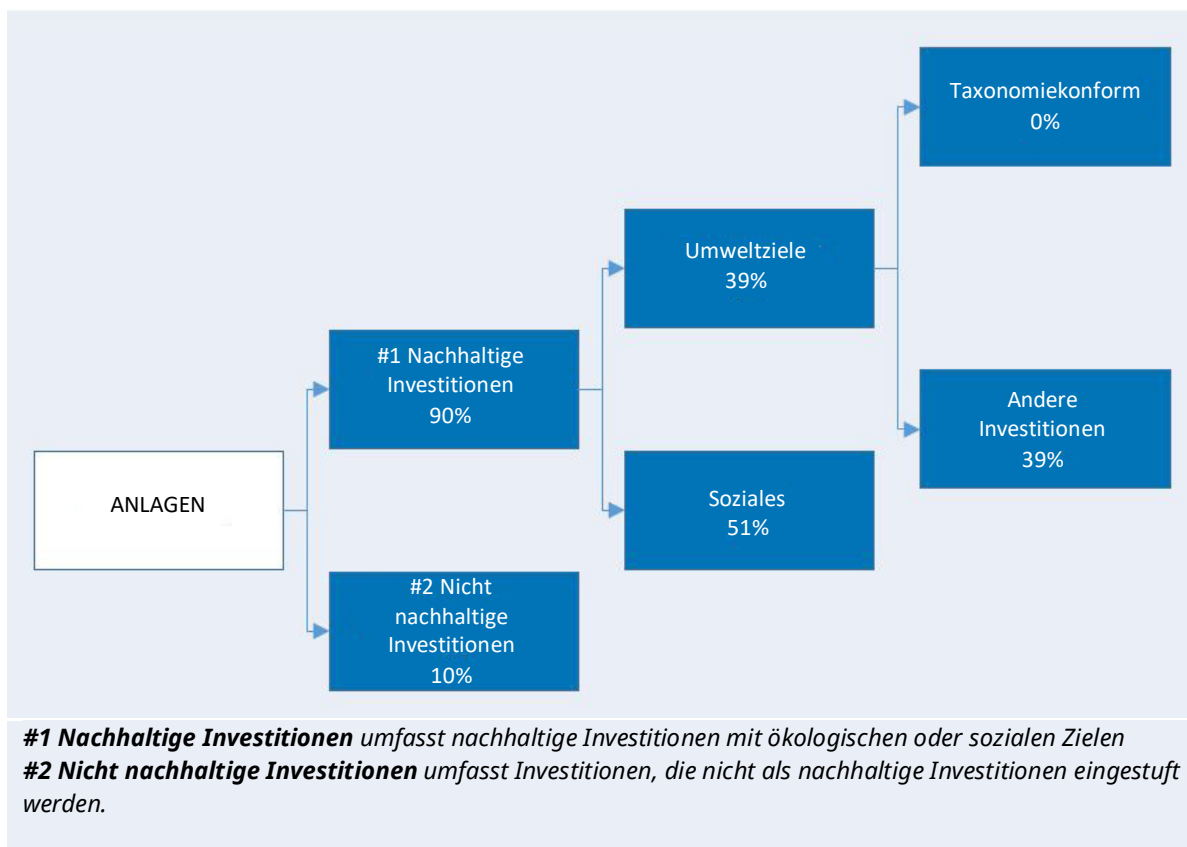 ANLAGEN
#1 Nachhaltige
Investitionen
90%
#2 Nicht
nachhaltige
Investitionen
10%
Umweltziele
39%
Soziales
51%
Taxonomiekonform
0%
Andere
Investitionen
39%
#1 Nachhaltige Investitionen umfasst nachhaltige Investitionen mit ökologischen oder sozialen Zielen
#2 Nicht nachhaltige Investitionen umfasst Investitionen, die nicht als nachhaltige Investitionen eingestuft
werden.